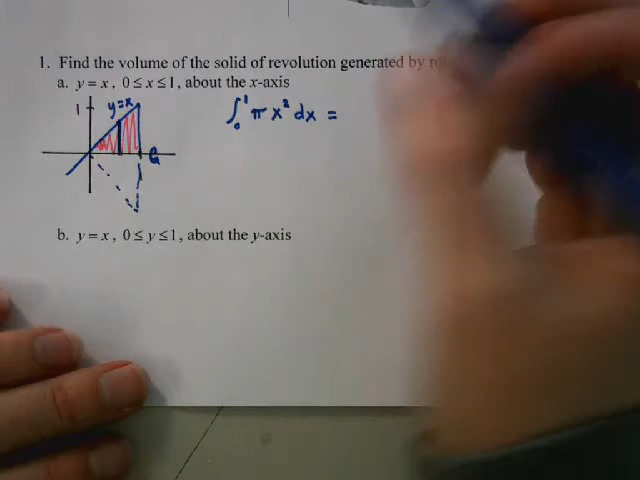 1. Find the volume of the solid of revolution generated by
a. y = x, 0 ≤ x ≤ 1, about the x-axis
1 y=x
∫₀¹ π x² dx =
b. y = x, 0 ≤ y ≤ 1, about the y-axis